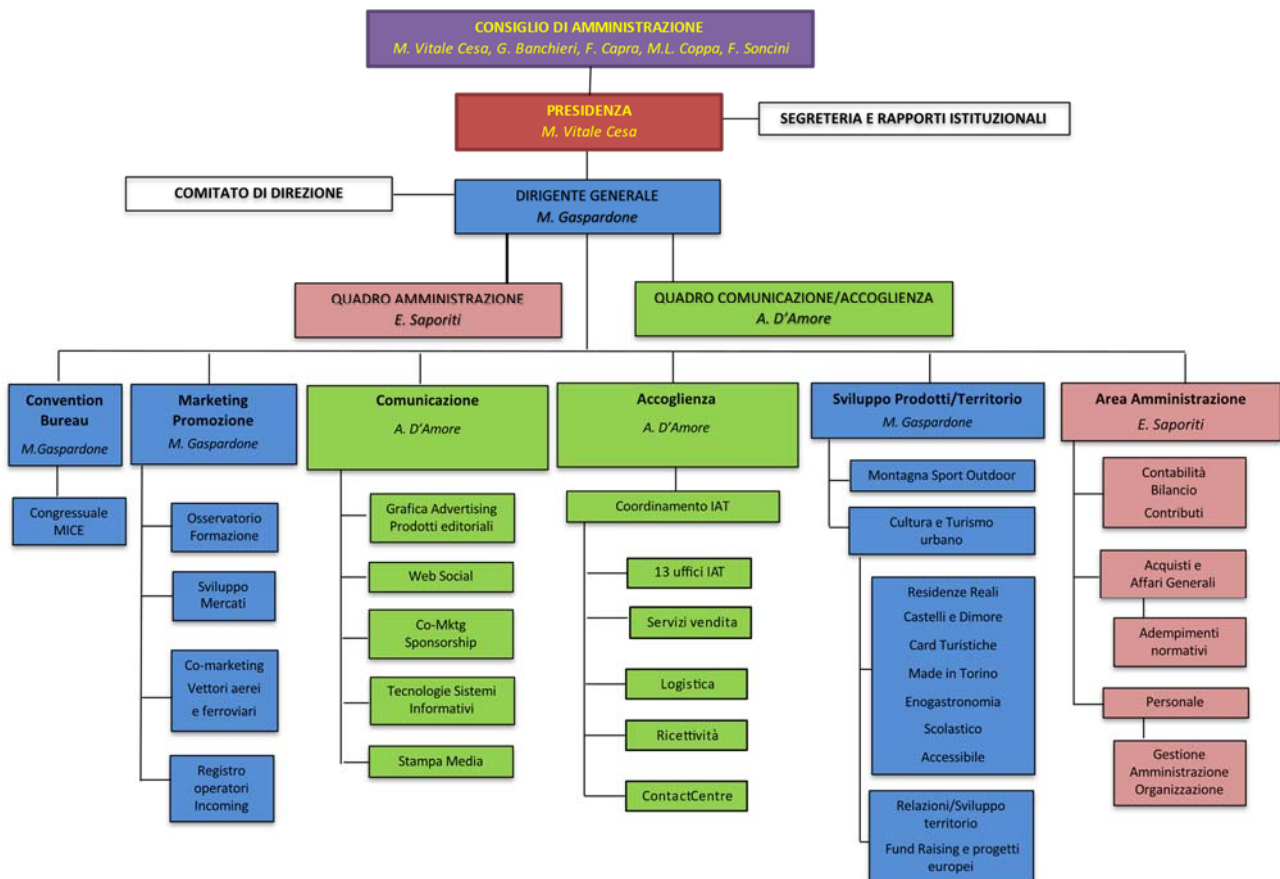 CONSIGLIO DI AMMINISTRAZIONE
M. Vitale Cesa, G. Banchieri, F. Capra, M.L. Coppa, F. Soncini
PRESIDENZA
M. Vitale Cesa
SEGRETERIA E RAPPORTI ISTITUZIONALI
COMITATO DI DIREZIONE
DIRIGENTE GENERALE
M. Gaspardone
QUADRO AMMINISTRAZIONE
E. Saporiti
QUADRO COMUNICAZIONE/ACCOGLIENZA
A. D'Amore
Convention
Bureau
M.Gaspardone
Congressuale
MICE
Marketing
Promozione
M. Gaspardone
Osservatorio
Formazione
Sviluppo
Mercati
Co-marketing
Vettori aerei
e ferroviari
Registro
operatori
Incoming
Comunicazione
A. D'Amore
Grafica Advertising
Prodotti editoriali
Web Social
Co-Mktg
Sponsorship
Tecnologie Sistemi
Informativi
Stampa Media
Accoglienza
A. D'Amore
Coordinamento IAT
13 uffici IAT
Servizi vendita
Logistica
Ricettività
ContactCentre
Sviluppo Prodotti/Territorio
M. Gaspardone
Montagna Sport Outdoor
Cultura e Turismo
urbano
Residenze Reali
Castelli e Dimore
Card Turistiche
Made in Torino
Enogastronomia
Scolastico
Accessibile
Relazioni/Sviluppo
territorio
Fund Raising e progetti
europei
Area Amministrazione
E. Saporiti
Contabilità
Bilancio
Contributi
Acquisti e
Affari Generali
Adempimenti
normativi
Personale
Gestione
Amministrazione
Organizzazione